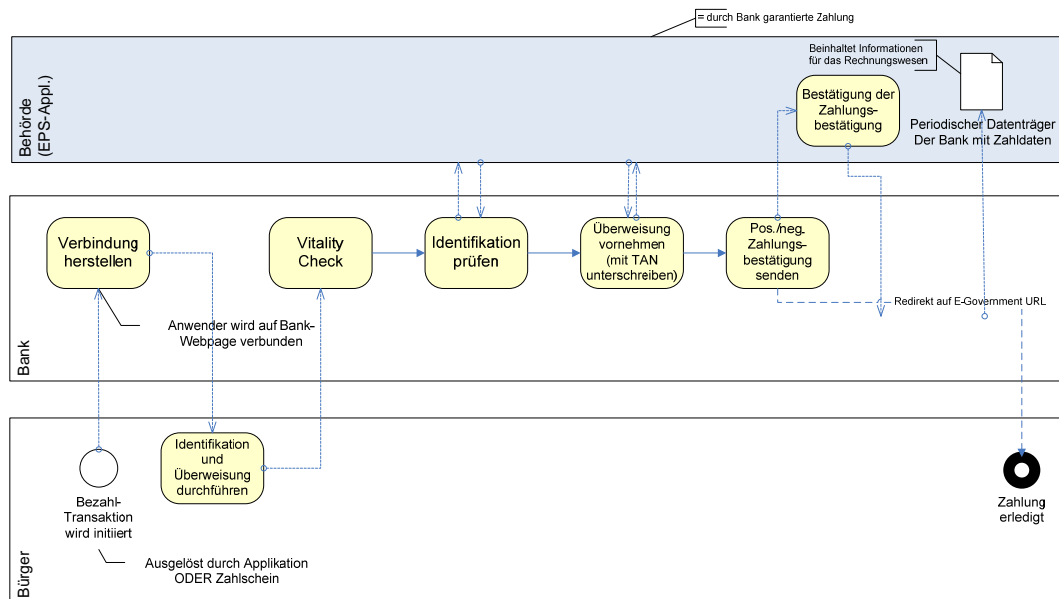 = durch Bank garantierte Zahlung
Behörde
(EPS-Appl.)
Beinhaltet Informationen
für das Rechnungswesen
Bestätigung der
Zahlungs-
bestätigung
Periodischer Datenträger
Der Bank mit Zahldaten
Bank
Verbindung
herstellen
Vitality
Check
Identifikation
prüfen
Überweisung
vornehmen
(mit TAN
unterschreiben)
Pos./neg.
Zahlungs-
bestätigung
senden
Redirekt auf E-Government URL
Anwender wird auf Bank-
Webpage verbunden
Bürger
Identifikation
und
Überweisung
durchführen
Bezahl-
Transaktion
wird initiiert
Zahlung
erledigt
Ausgelöst durch Applikation
ODER Zahlschein